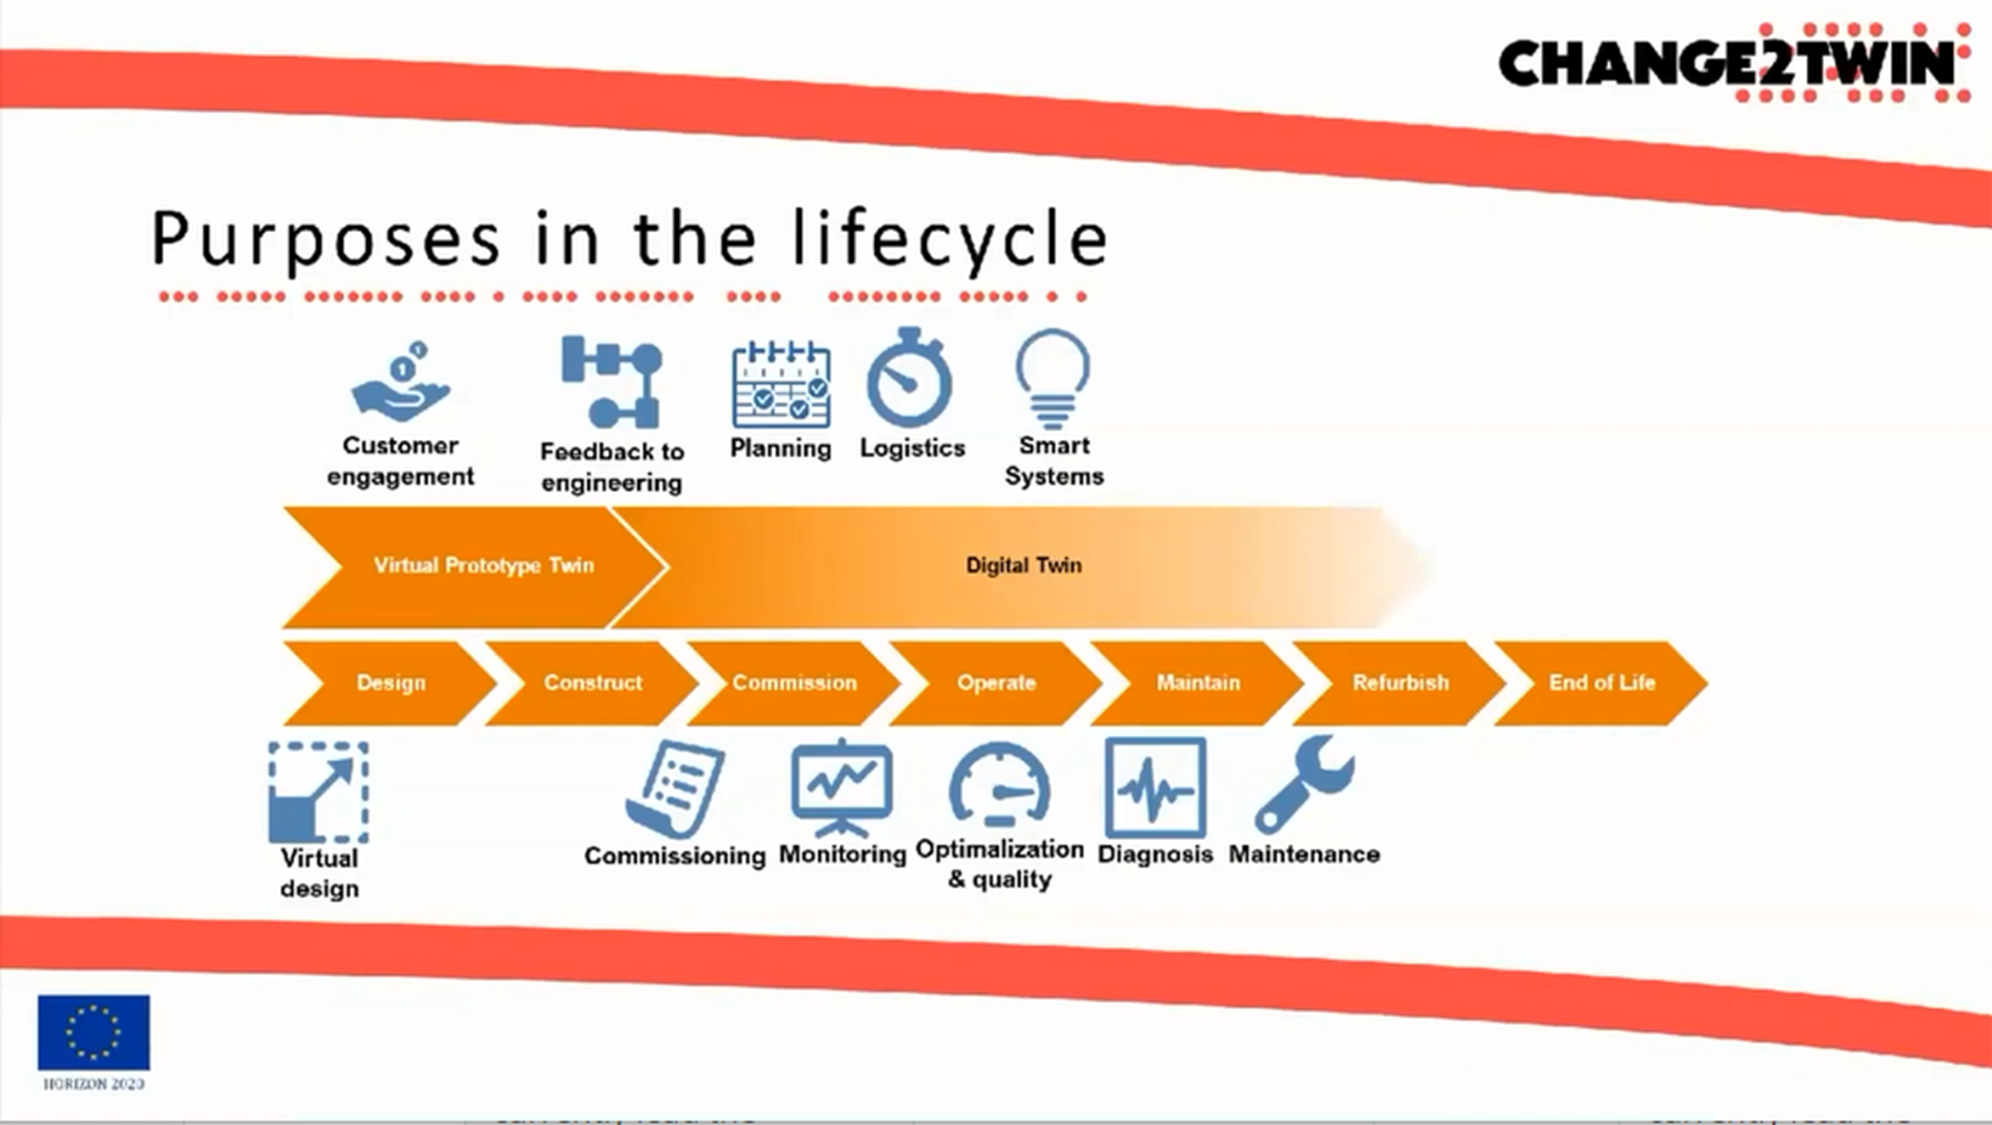 CHANGE2TWIN
Purposes in the lifecycle
Customer
engagement
Feedback to
engineering
Planning
Logistics
Smart
Systems
Virtual Prototype Twin
Digital Twin
Design
Construct
Commission
Operate
Maintain
Refurbish
End of Life
Virtual
design
Commissioning
Monitoring
Optimalization
& quality
Diagnosis
Maintenance
HORIZON 2020